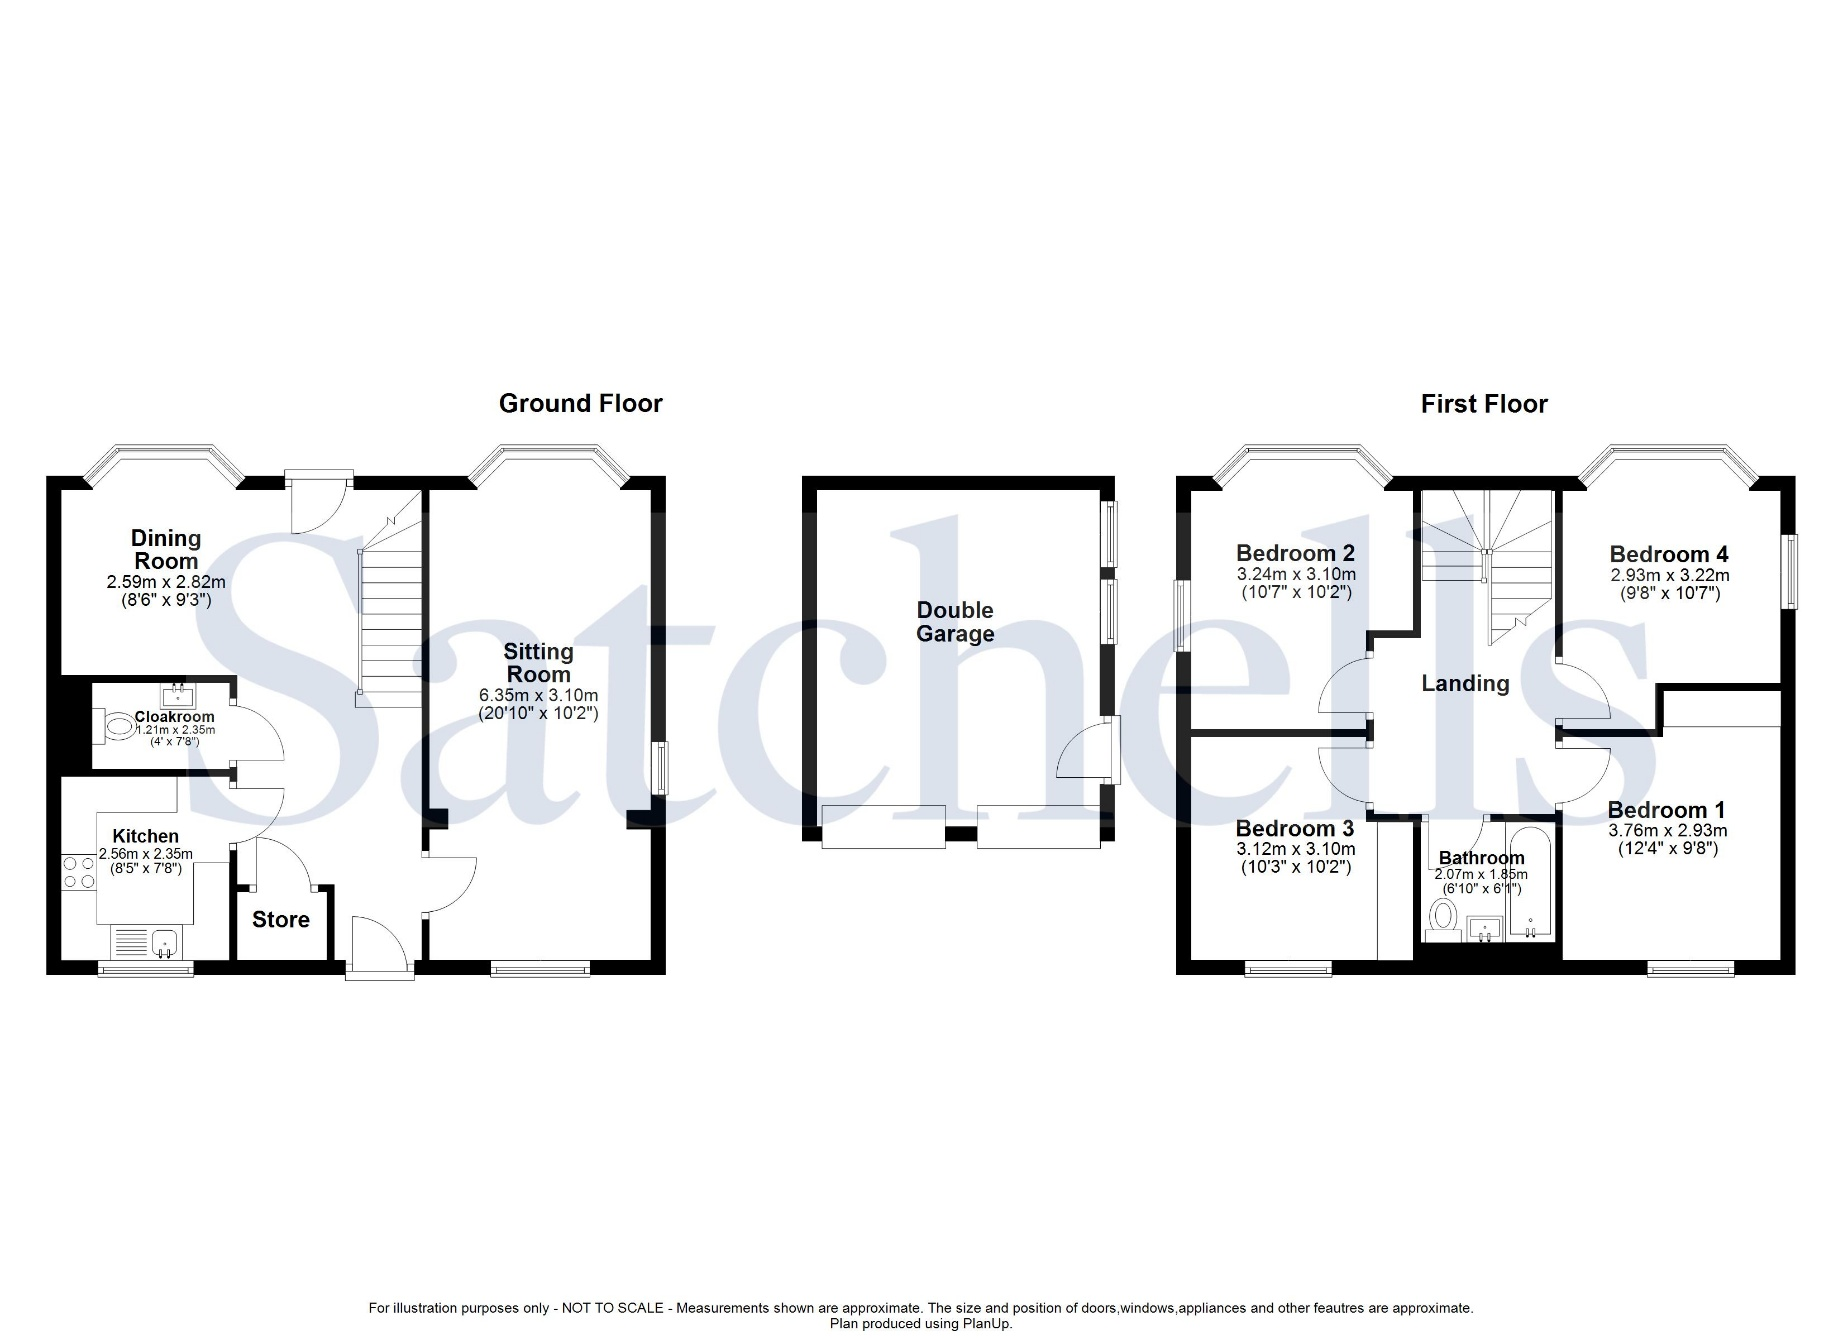 Ground Floor
First Floor
Dining
Room
2.59m x 2.82m
(8'6" x 9'3")
Sitting
Room
6.35m x 3.10m
(20'10" x 10'2")
Cloakroom
1.21m x 2.35m
(4' x 7'8")
Kitchen
2.56m x 2.35m
(8'5" x 7'8")
Store
Double
Garage
Bedroom 2
3.24m x 3.10m
(10'7" x 10'2")
Bedroom 4
2.93m x 3.22m
(9'8" x 10'7")
Landing
Bedroom 3
3.12m x 3.10m
(10'3" x 10'2")
Bathroom
2.07m x 1.85m
(6'10" x 6'1")
Bedroom 1
3.76m x 2.93m
(12'4" x 9'8")
Satchells
For illustration purposes only - NOT TO SCALE - Measurements shown are approximate. The size and position of doors,windows,appliances and other feautres are approximate.
Plan produced using PlanUp.